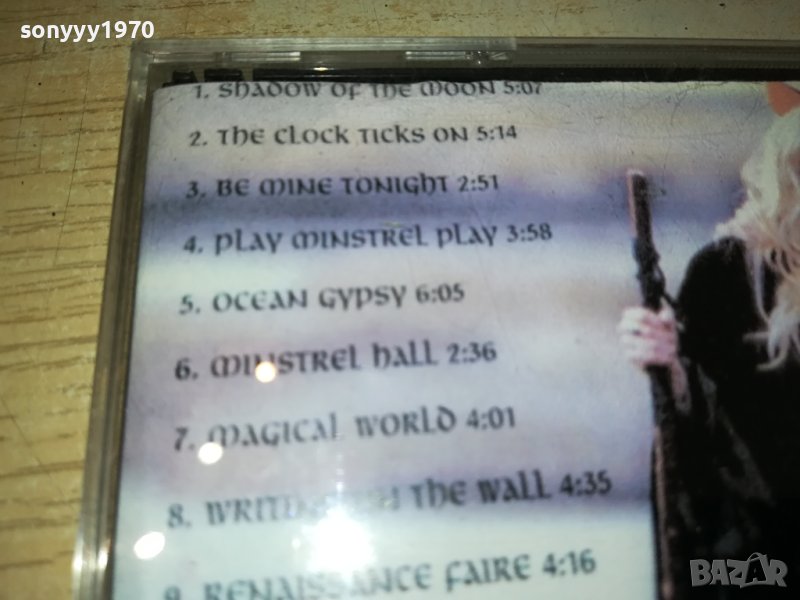 sonyyy1970
1. Shadow of the Moon 5:07
2. The Clock Ticks On 5:14
3. Be Mine Tonight 2:51
4. Play Minstrel Play 3:58
5. Ocean Gypsy 6:05
6. Minstrel Hall 2:36
7. Magical World 4:01
8. the Wall 4:35
9. Renaissance Faire 4:16
BAZAR